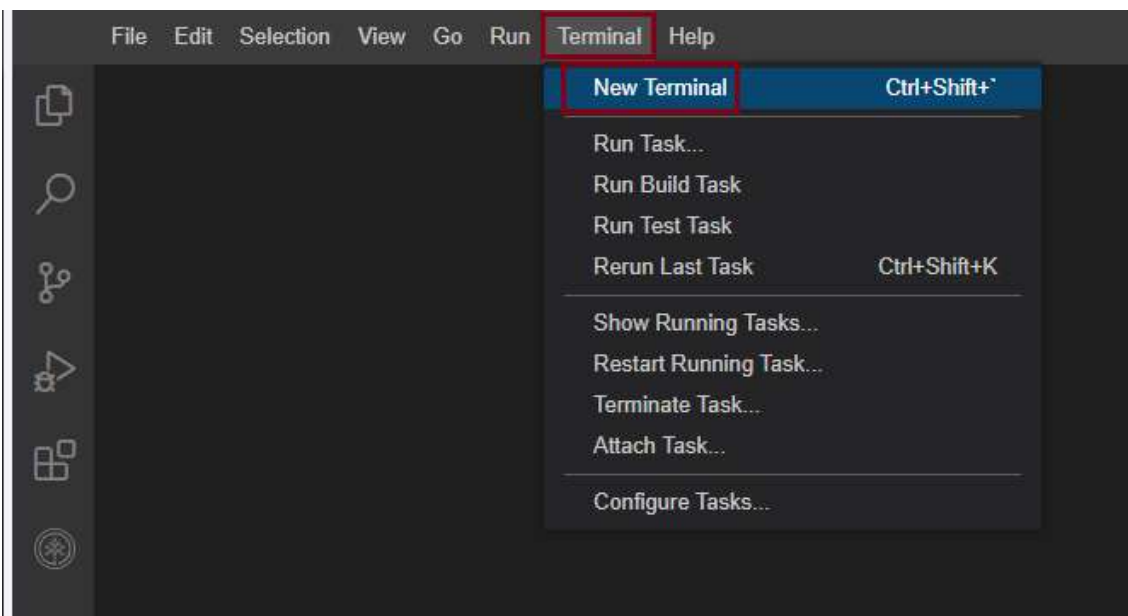 File Edit Selection View Go Run Terminal Help
New Terminal Ctrl+Shift+`
Run Task...
Run Build Task
Run Test Task
Rerun Last Task Ctrl+Shift+K
Show Running Tasks...
Restart Running Task...
Terminate Task...
Attach Task...
Configure Tasks...